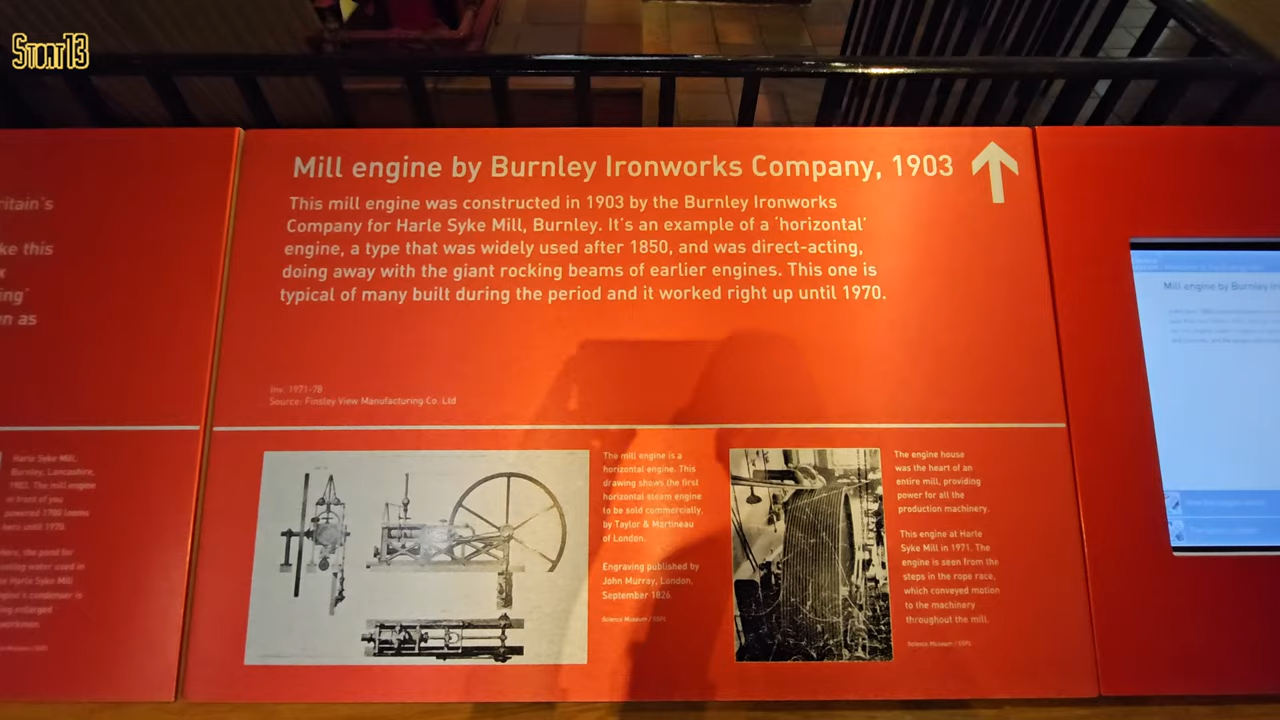 Stont13
Mill engine by Burnley Ironworks Company, 1903
This mill engine was constructed in 1903 by the Burnley Ironworks
Company for Harle Syke Mill, Burnley. It's an example of a 'horizontal'
engine, a type that was widely used after 1850, and was direct-acting,
doing away with the giant rocking beams of earlier engines. This one is
typical of many built during the period and it worked right up until 1970.
Inv. 1971-78
Source: Finsley View Manufacturing Co. Ltd
The mill engine is a
horizontal engine. This
drawing shows the first
horizontal steam engine
to be sold commercially,
by Taylor & Martineau
of London.
Engraving published by
John Murray, London,
September 1826
Science Museum / SSPL
The engine house
was the heart of an
entire mill, providing
power for all the
production machinery.
This engine at Harle
Syke Mill in 1971. The
engine is seen from the
steps in the rope race,
which conveyed motion
to the machinery
throughout the mill.
Science Museum / SSPL
ritain's
ke this
ing'
n as
Harle Syke Mill,
Burnley, Lancashire,
The mill engine
in front of you
powered 1700 looms
here until 1970.
the pond for
water used in
Harle Syke Mill
engine's condenser is
being enlarged
workmen.
Mill engine by Burnley Iro